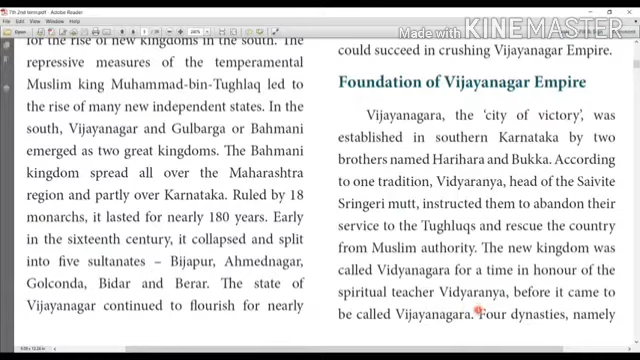 7th 2nd term.pdf - Adobe Reader
Made with KINEMASTER
for the rise of new kingdoms in the south. The
repressive measures of the temperamental
Muslim king Muhammad-bin-Tughlaq led to
the rise of many new independent states. In the
south, Vijayanagar and Gulbarga or Bahmani
emerged as two great kingdoms. The Bahmani
kingdom spread all over the Maharashtra
region and partly over Karnataka. Ruled by 18
monarchs, it lasted for nearly 180 years. Early
in the sixteenth century, it collapsed and split
into five sultanates – Bijapur, Ahmednagar,
Golconda, Bidar and Berar. The state of
Vijayanagar continued to flourish for nearly
could succeed in crushing Vijayanagar Empire.
Foundation of Vijayanagar Empire
Vijayanagara, the ‘city of victory’, was
established in southern Karnataka by two
brothers named Harihara and Bukka. According
to one tradition, Vidyaranya, head of the Saivite
Sringeri mutt, instructed them to abandon their
service to the Tughluqs and rescue the country
from Muslim authority. The new kingdom was
called Vidyanagara for a time in honour of the
spiritual teacher Vidyaranya, before it came to
be called Vijayanagara. Four dynasties, namely